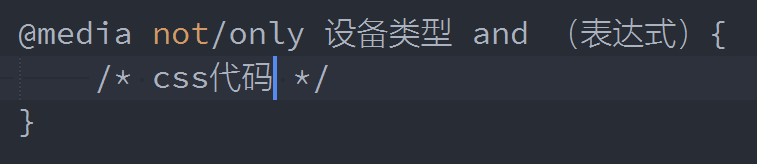 @media not/only 设备类型 and （表达式）{
/* css代码 */
}